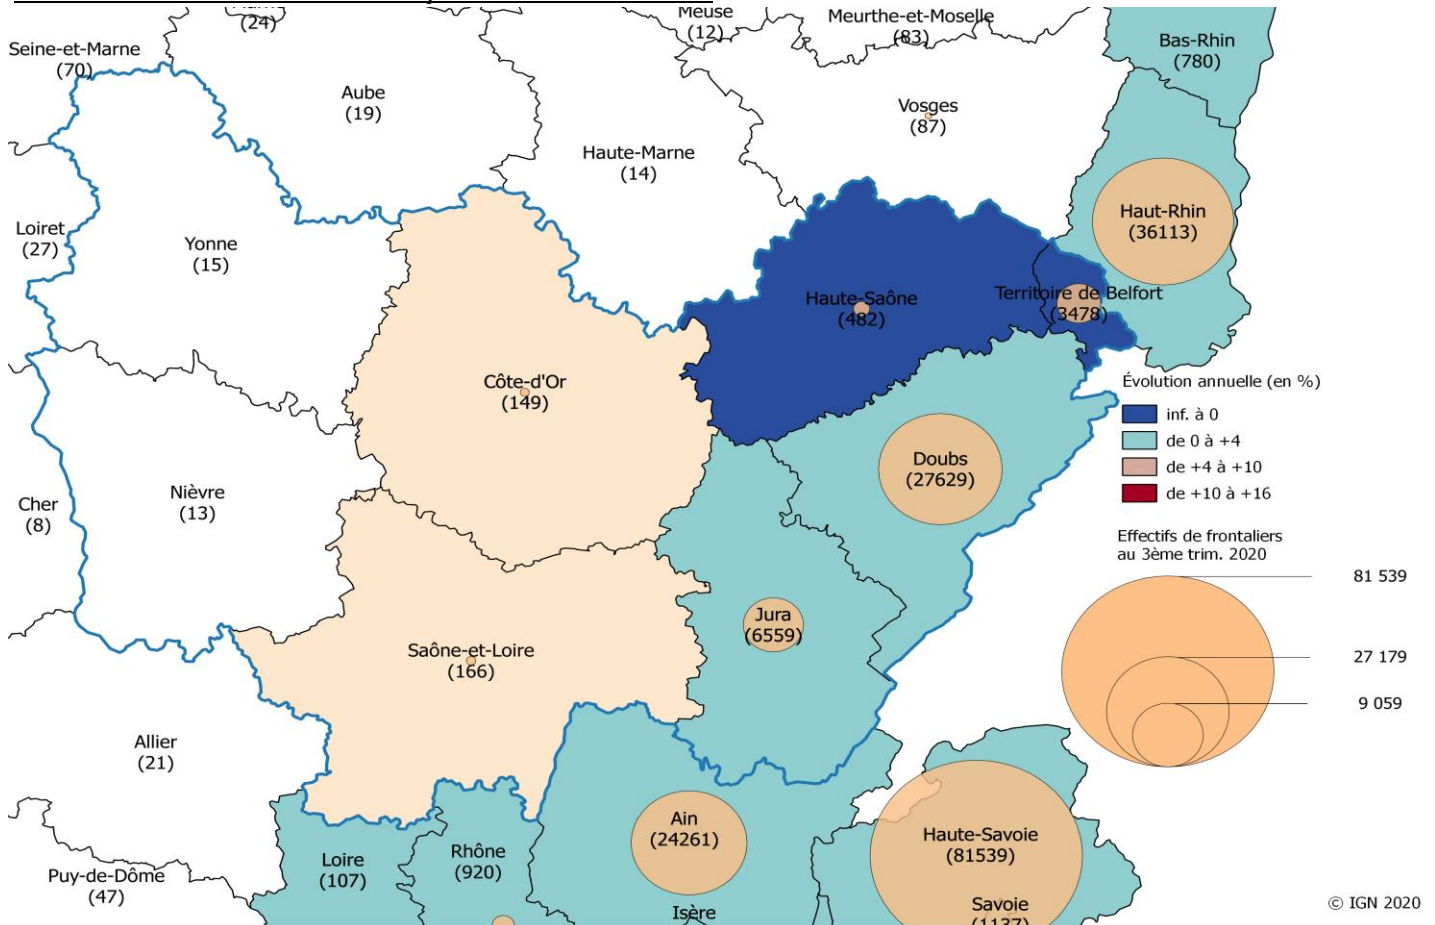 (24)
Meuse
(12)
Meurthe-et-Moselle
(83)
Bas-Rhin
(780)
Seine-et-Marne
(70)
Aube
(19)
Vosges
(87)
Haute-Marne
(14)
Haut-Rhin
(36113)
Loiret
(27)
Yonne
(15)
Haute-Saône
(482)
Territoire de Belfort
(3478)
Côte-d'Or
(149)
Évolution annuelle (en %)
inf. à 0
de 0 à +4
de +4 à +10
de +10 à +16
Doubs
(27629)
Nièvre
(13)
Cher
(8)
Effectifs de frontaliers
au 3ème trim. 2020
81 539
27 179
9 059
Jura
(6559)
Saône-et-Loire
(166)
Allier
(21)
Ain
(24261)
Haute-Savoie
(81539)
Loire
(107)
Rhône
(920)
Puy-de-Dôme
(47)
Isère
Savoie
(1137)
© IGN 2020